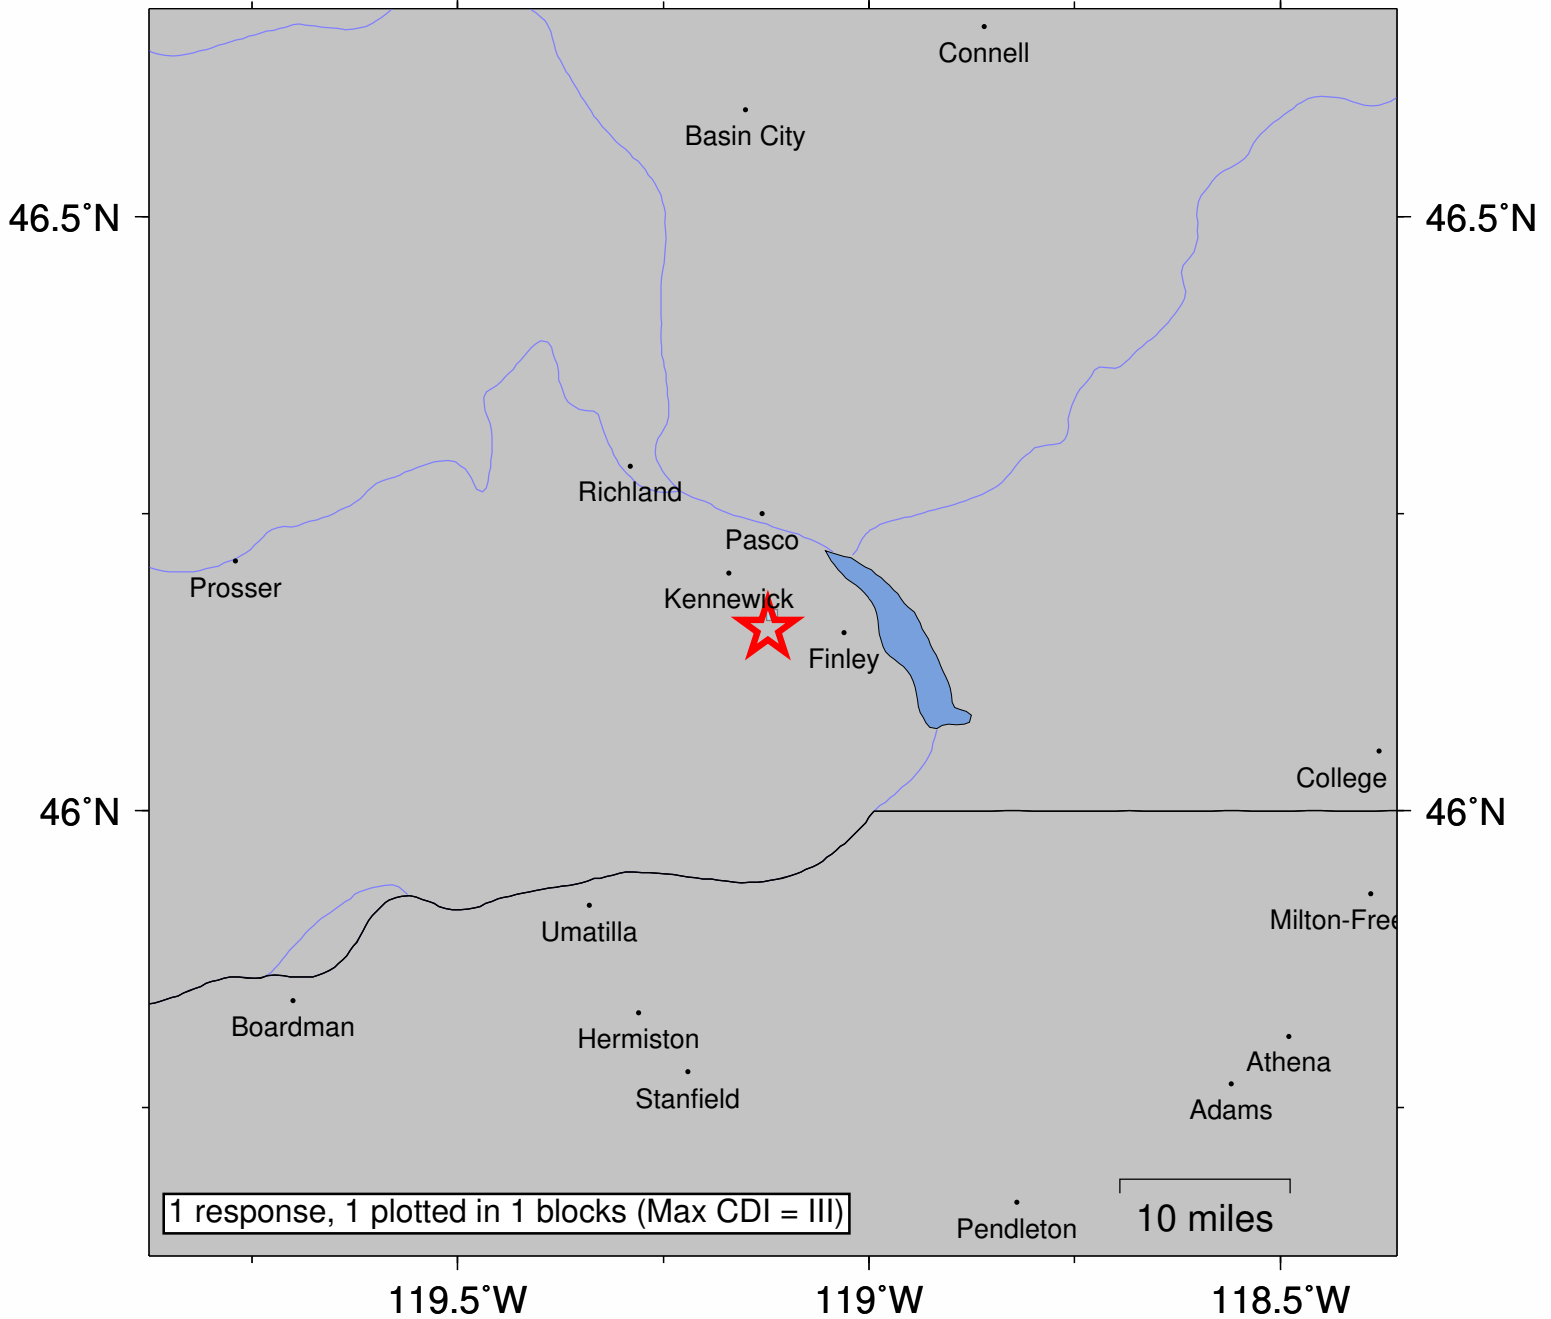 Connell
Basin City
46.5˚N
46.5˚N
Richland
Pasco
Prosser
Kennewick
Finley
College
46˚N
46˚N
Milton-Free
Umatilla
Boardman
Hermiston
Athena
Stanfield
Adams
1 response, 1 plotted in 1 blocks (Max CDI = III)
10 miles
Pendleton
119.5˚W
119˚W
118.5˚W